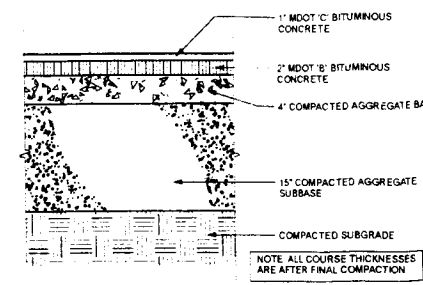 1" MDOT 'C' BITUMINOUS
CONCRETE
2" MDOT 'B' BITUMINOUS
CONCRETE
4" COMPACTED AGGREGATE BA
15" COMPACTED AGGREGATE
SUBBASE
COMPACTED SUBGRADE
NOTE ALL COURSE THICKNESSES
ARE AFTER FINAL COMPACTION